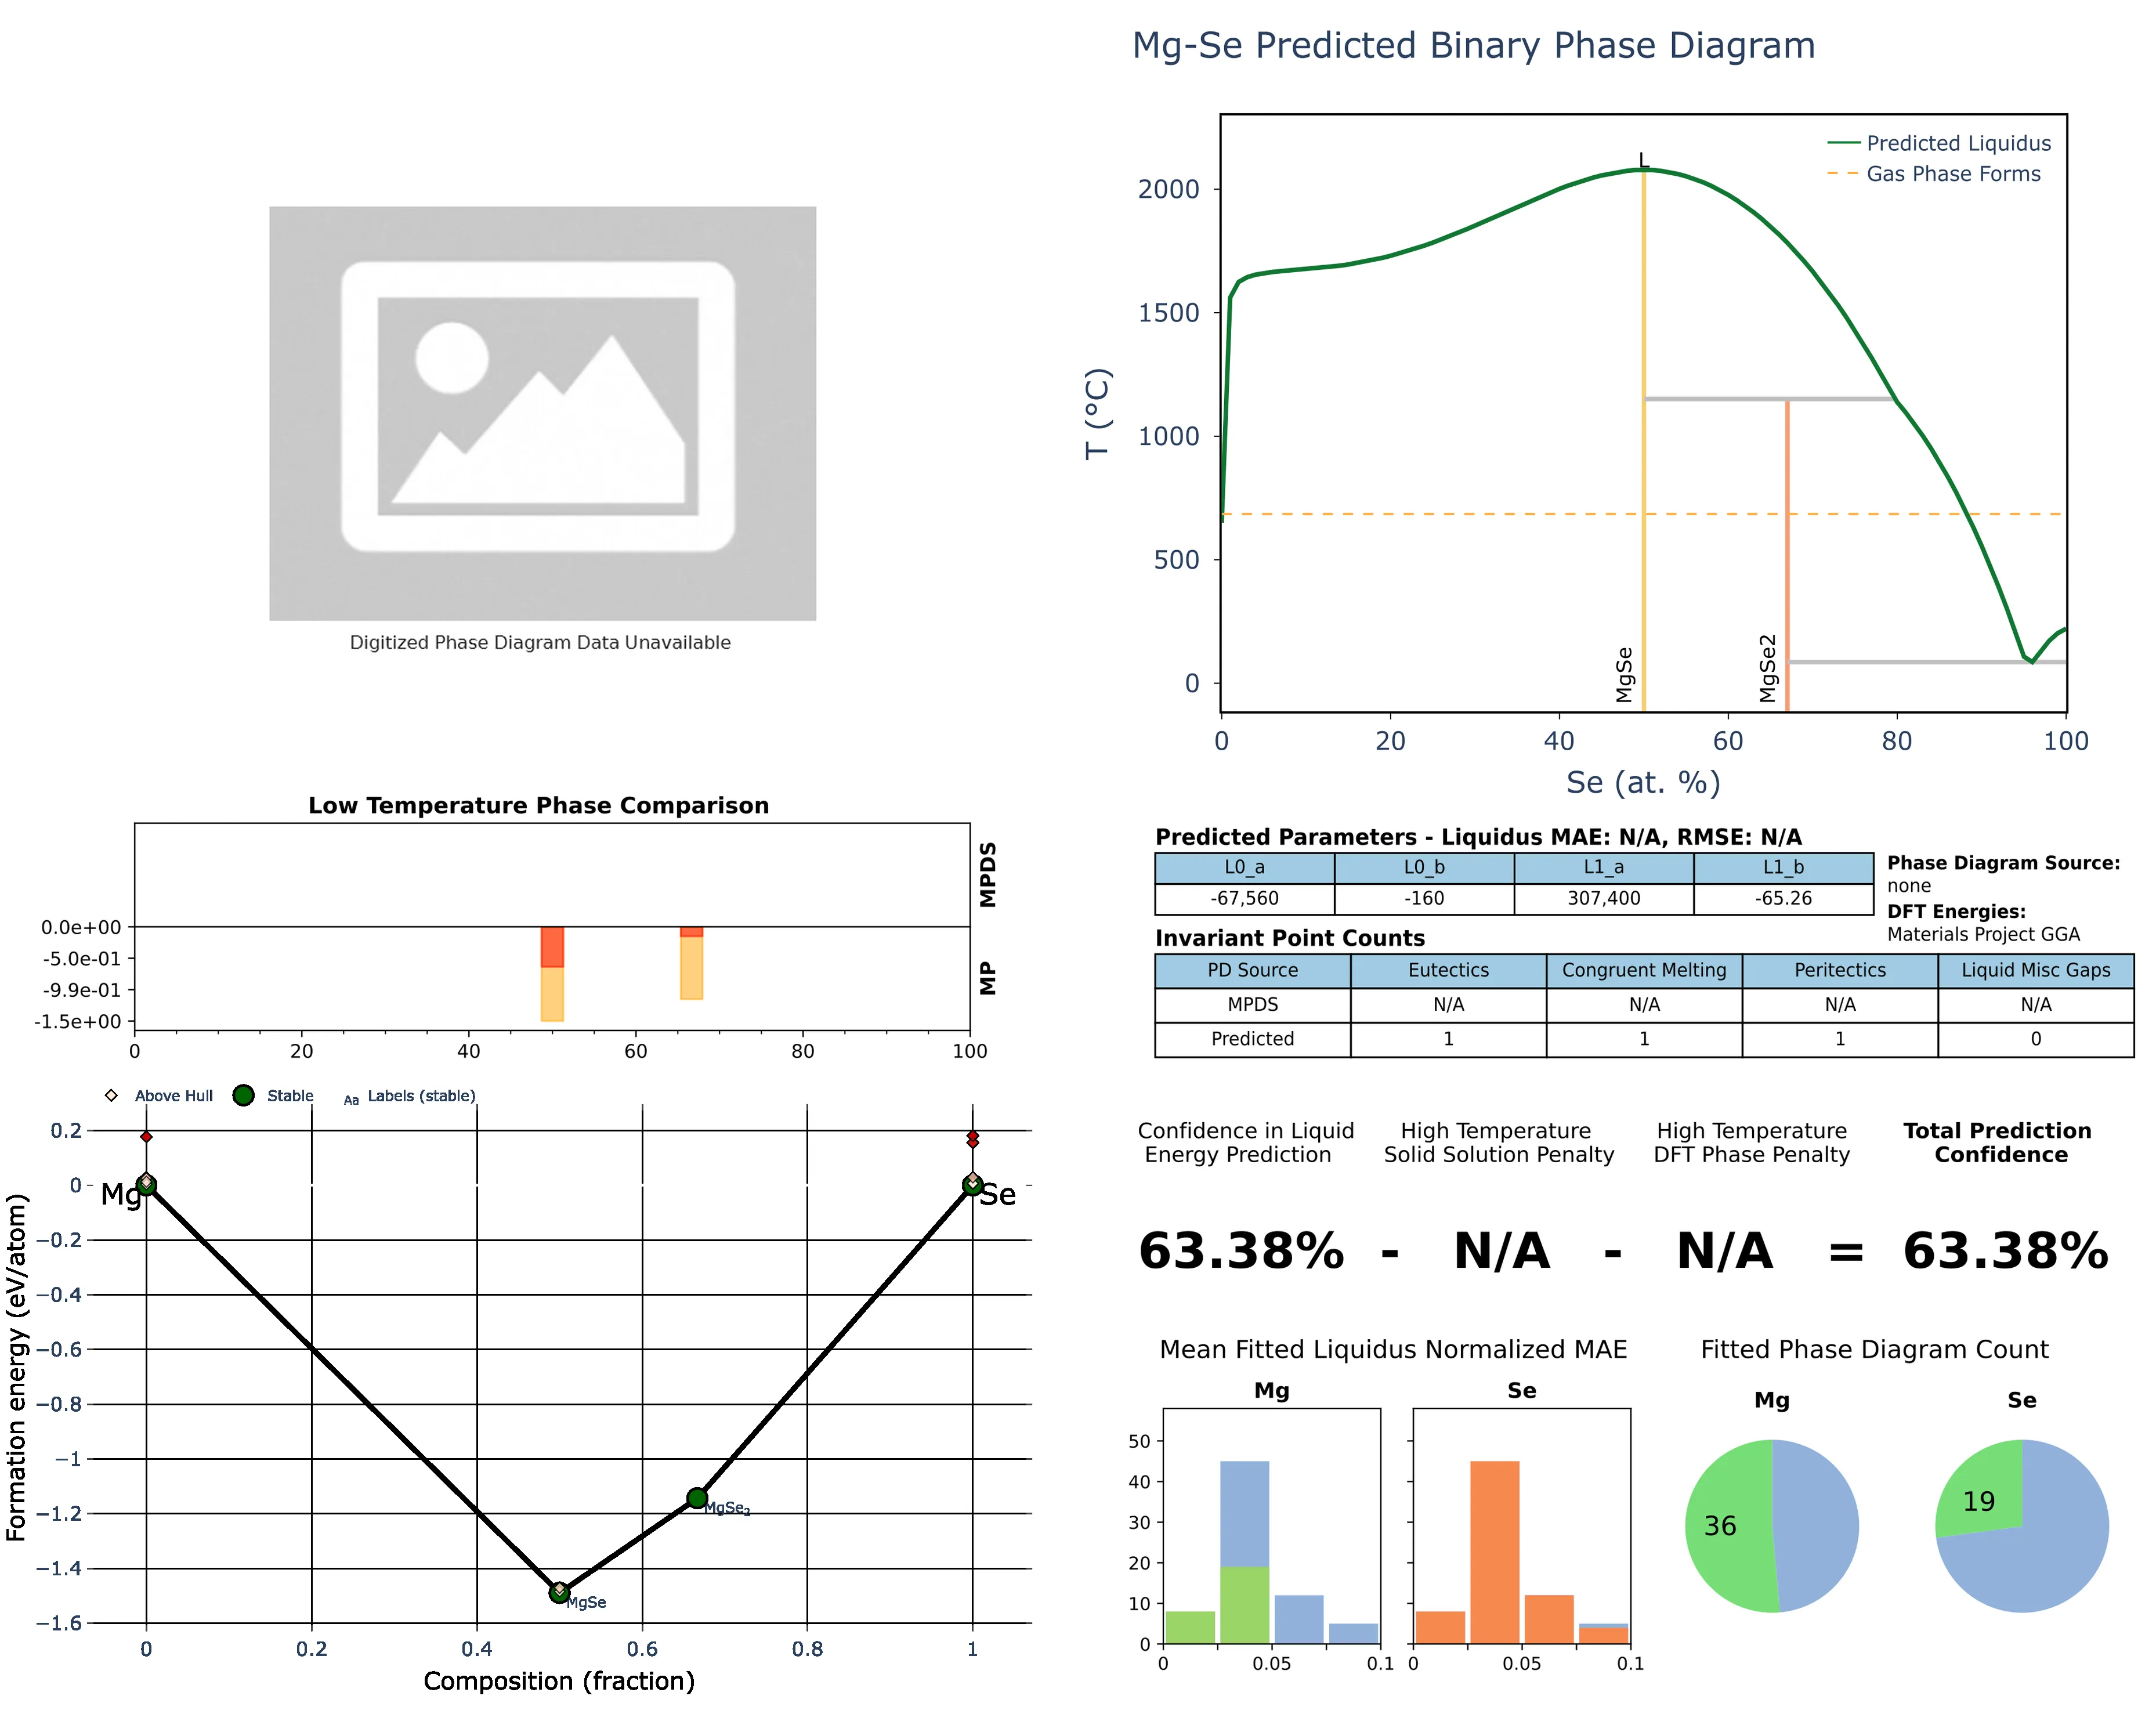 Mg-Se Predicted Binary Phase Diagram
Predicted Liquidus
Gas Phase Forms
L
2000
1500
1000
500
0
T (°C)
MgSe
MgSe2
0 20 40 60 80 100
Se (at. %)
Digitized Phase Diagram Data Unavailable
Low Temperature Phase Comparison
MPDS
MP
0.0e+00
-5.0e-01
-9.9e-01
-1.5e+00
0 20 40 60 80 100
Predicted Parameters - Liquidus MAE: N/A, RMSE: N/A
L0_a L0_b L1_a L1_b
-67,560 -160 307,400 -65.26
Phase Diagram Source:
none
DFT Energies:
Materials Project GGA
Invariant Point Counts
PD Source Eutectics Congruent Melting Peritectics Liquid Misc Gaps
MPDS N/A N/A N/A N/A
Predicted 1 1 1 0
Above Hull Stable Aa Labels (stable)
0.2
0
−0.2
−0.4
−0.6
−0.8
−1
−1.2
−1.4
−1.6
Formation energy (eV/atom)
Mg
Se
MgSe₂
MgSe
0 0.2 0.4 0.6 0.8 1
Composition (fraction)
Confidence in Liquid
Energy Prediction
High Temperature
Solid Solution Penalty
High Temperature
DFT Phase Penalty
Total Prediction
Confidence
63.38% - N/A - N/A = 63.38%
Mean Fitted Liquidus Normalized MAE
Mg Se
50
40
30
20
10
0
0 0.05 0.1 0 0.05 0.1
Fitted Phase Diagram Count
Mg Se
36
19